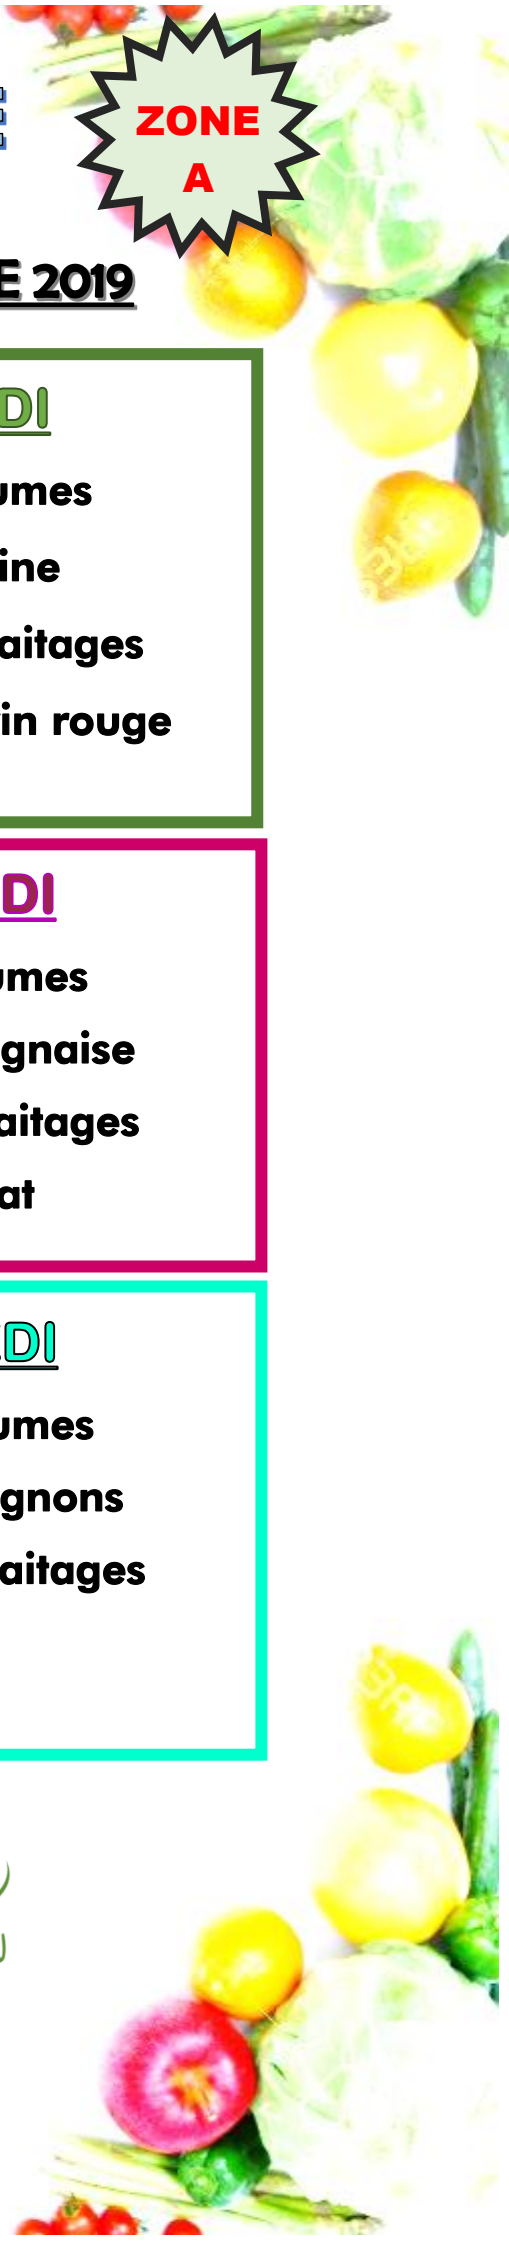 E
ZONE
A
E 2019
DI
umes
ine
aitages
in rouge
DI
umes
gnaise
aitages
at
DI
umes
gnons
aitages